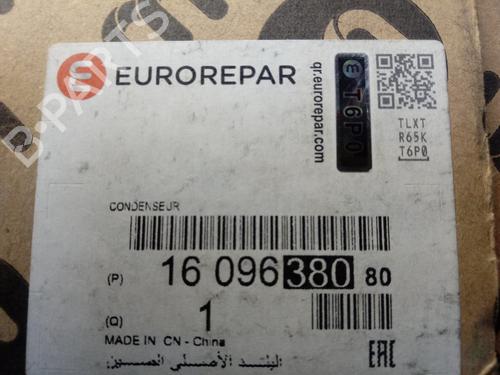 EUROREPAR
qr.eurorepar.com
e T6P0
TLXT
R65K
T6P0
CONDENSEUR
(P) 16 096 380 80
(Q) 1
MADE IN CN - China
البلد الأصلي الصين
EAC
B-PARTS